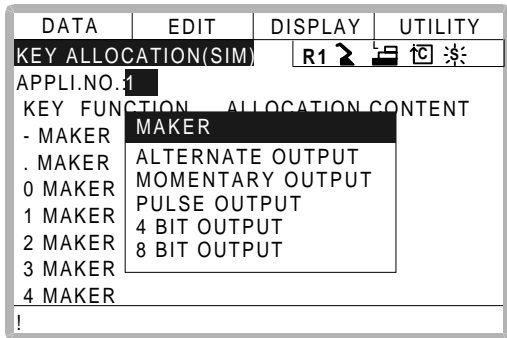 DATA EDIT DISPLAY UTILITY
KEY ALLOCATION(SIM) R1
APPLI.NO.:1
KEY FUNCTION ALLOCATION CONTENT
- MAKER
. MAKER
0 MAKER
1 MAKER
2 MAKER
3 MAKER
4 MAKER
MAKER
ALTERNATE OUTPUT
MOMENTARY OUTPUT
PULSE OUTPUT
4 BIT OUTPUT
8 BIT OUTPUT
!